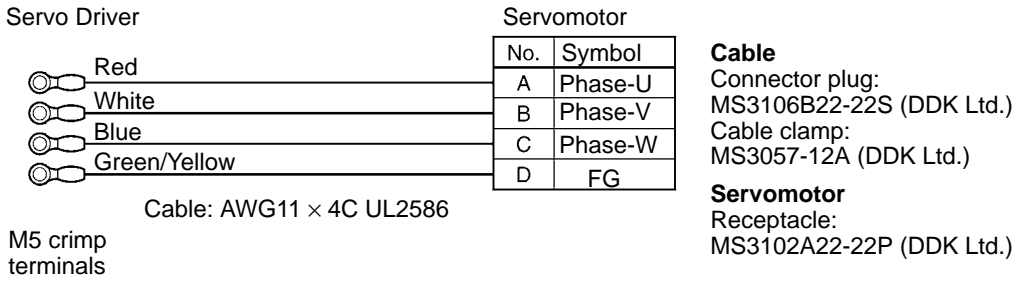 Servo Driver
Servomotor
No. Symbol
Red
A Phase-U
White
B Phase-V
Blue
C Phase-W
Green/Yellow
D FG
Cable: AWG11 × 4C UL2586
M5 crimp
terminals
Cable
Connector plug:
MS3106B22-22S (DDK Ltd.)
Cable clamp:
MS3057-12A (DDK Ltd.)
Servomotor
Receptacle:
MS3102A22-22P (DDK Ltd.)